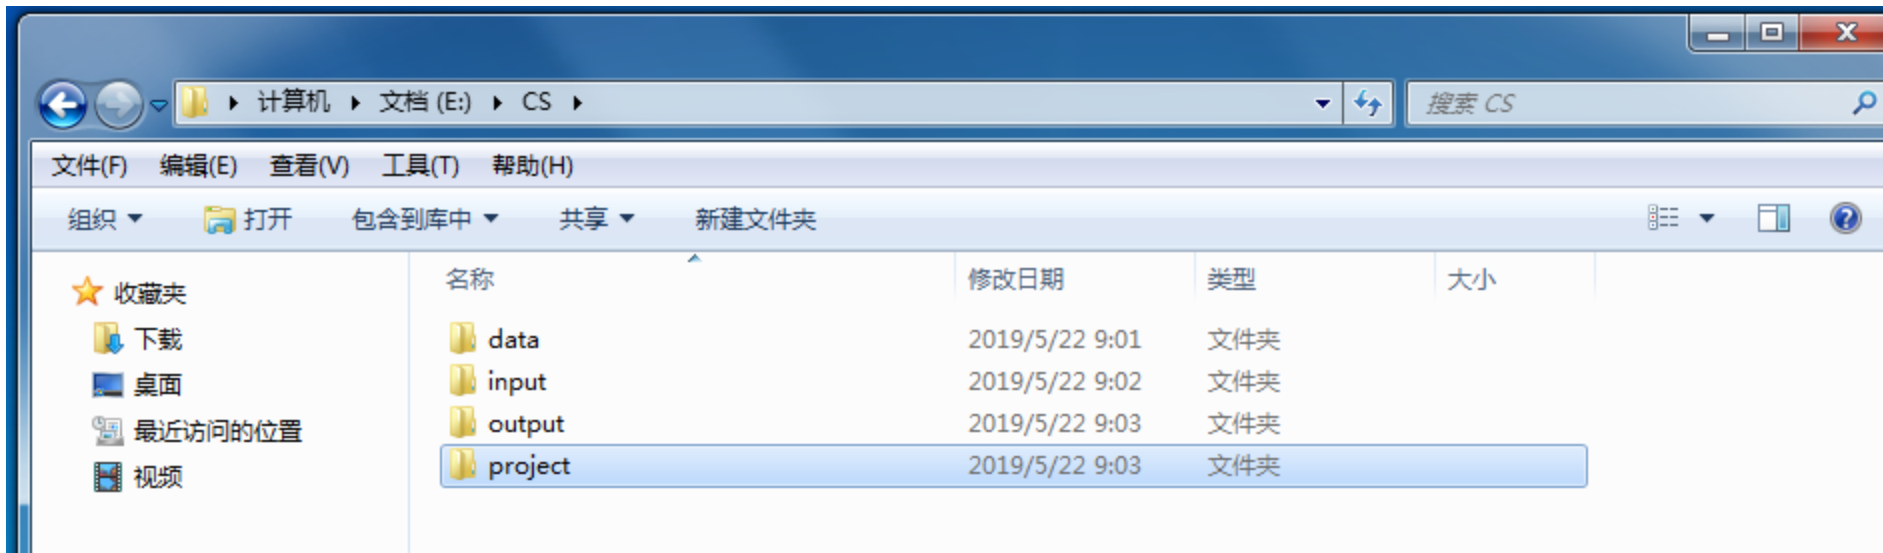 计算机 文档 (E:) CS 搜索 CS
文件(F) 编辑(E) 查看(V) 工具(T) 帮助(H)
组织 打开 包含到库中 共享 新建文件夹
收藏夹
下载
桌面
最近访问的位置
视频
名称 修改日期 类型 大小
data 2019/5/22 9:01 文件夹
input 2019/5/22 9:02 文件夹
output 2019/5/22 9:03 文件夹
project 2019/5/22 9:03 文件夹